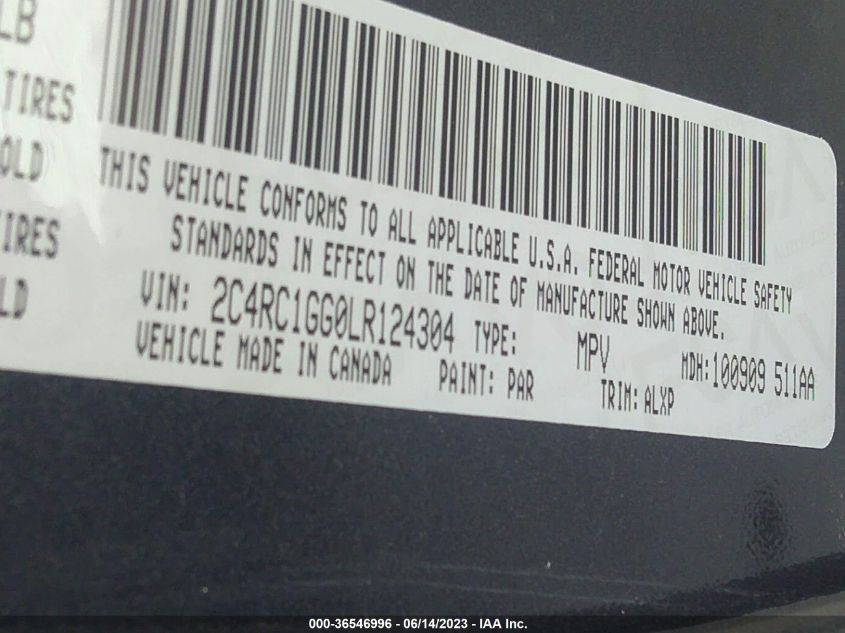 LB
TIRES
OLD
IRES
LD
THIS VEHICLE CONFORMS TO ALL APPLICABLE U.S.A. FEDERAL MOTOR VEHICLE SAFETY
STANDARDS IN EFFECT ON THE DATE OF MANUFACTURE SHOWN ABOVE.
VIN: 2C4RC1GG0LR124304 TYPE: MPV MDH:100909 511AA
VEHICLE MADE IN CANADA PAINT: PAR TRIM: ALXP
000-36546996 - 06/14/2023 - IAA Inc.